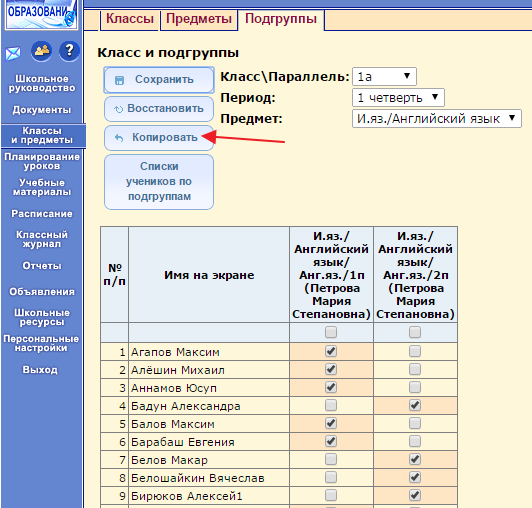 ОБРАЗОВАНИ
Классы
Предметы
Подгруппы
?
Школьное
руководство
Документы
Классы
и предметы
Планирование
уроков
Учебные
материалы
Расписание
Классный
журнал
Отчеты
Объявления
Школьные
ресурсы
Персональные
настройки
Выход
Класс и подгруппы
Сохранить
Восстановить
Копировать
Списки
учеников по
подгруппам
Класс\Параллель: 1а
Период: 1 четверть
Предмет: И.яз./Английский язык
№
п/п
Имя на экране
И.яз./
Английский
язык/
Анг.яз./1п
(Петрова
Мария
Степановна)
И.яз./
Английский
язык/
Анг.яз./2п
(Петрова
Мария
Степановна)
1 Агапов Максим
2 Алёшин Михаил
3 Аннамов Юсуп
4 Бадун Александра
5 Балов Максим
6 Барабаш Евгения
7 Белов Макар
8 Белошайкин Вячеслав
9 Бирюков Алексей1